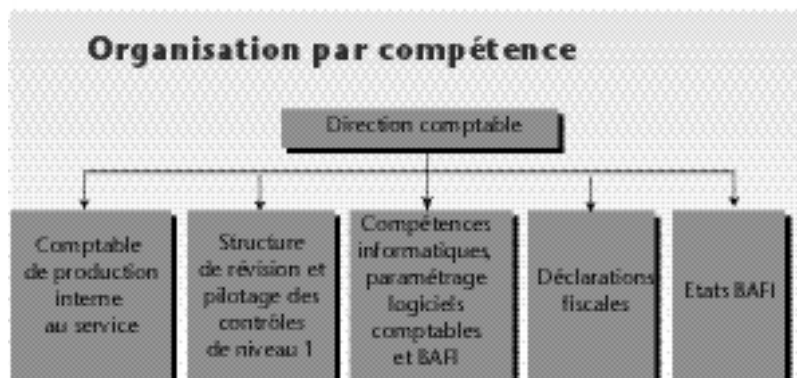 Organisation par compétence
Direction comptable
Comptable
de production
interne
au service
Structure
de révision et
pilotage des
contrôles
de niveau 1
Compétences
informatiques,
paramétrage
logiciels
comptables
et BAFI
Déclarations
fiscales
Etats BAFI